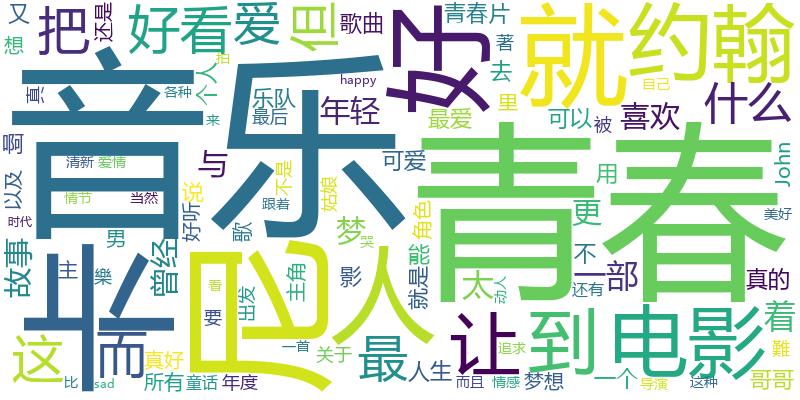 又
想
把
还是
好看
爱
但
歌曲
青春片
著
好
就
约翰
真
音乐
各种
个人
拍
来
乐队
最后
happy
年轻
去
里
最爱
可以
被
喜欢
自己
什么
以及
清新
爱情
与
可爱
青春
John
情节
当然
说
跟着
不是
姑娘
角色
用
更
美好
时代
故事
男
曾经
好听
歌
梦
哭
不
主
樂
影
就是
太
还有
一部
真的
人
看
要
出发
主角
动人
这
而
真好
一首
关于
最
让
到
电影
着
追求
難
比
sad
所有
童话
年度
人生
而且
情感
梦想
一个
导演
这种
哥哥